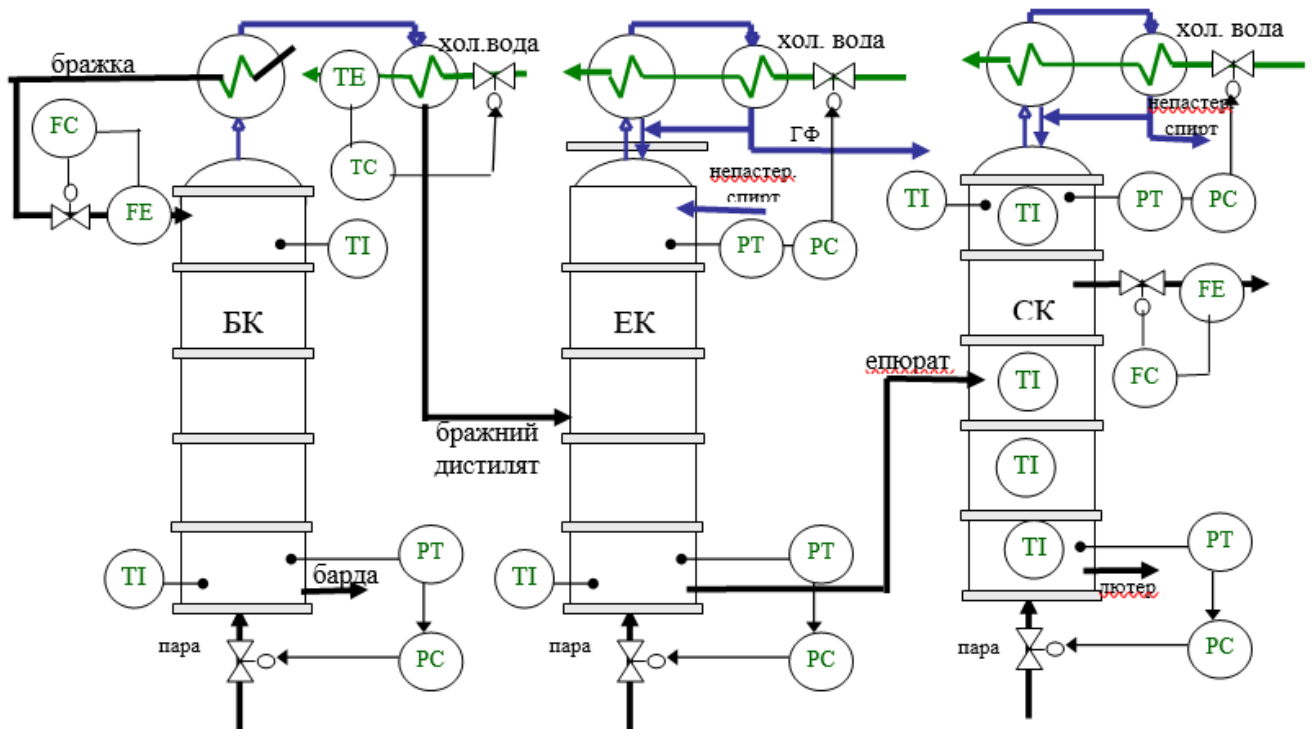 хол.вода
хол. вода
хол. вода
бражка
TE
FC
TC
ГФ
непастер.
спирт
непастер.
спирт
FE
TI
PT
PC
TI
TI
PT
PC
БК
ЕК
СК
FE
FC
епюрат
TI
бражний
дистилят
TI
TI
барда
PT
TI
PT
TI
PT
лютер
пара
PC
пара
PC
пара
PC